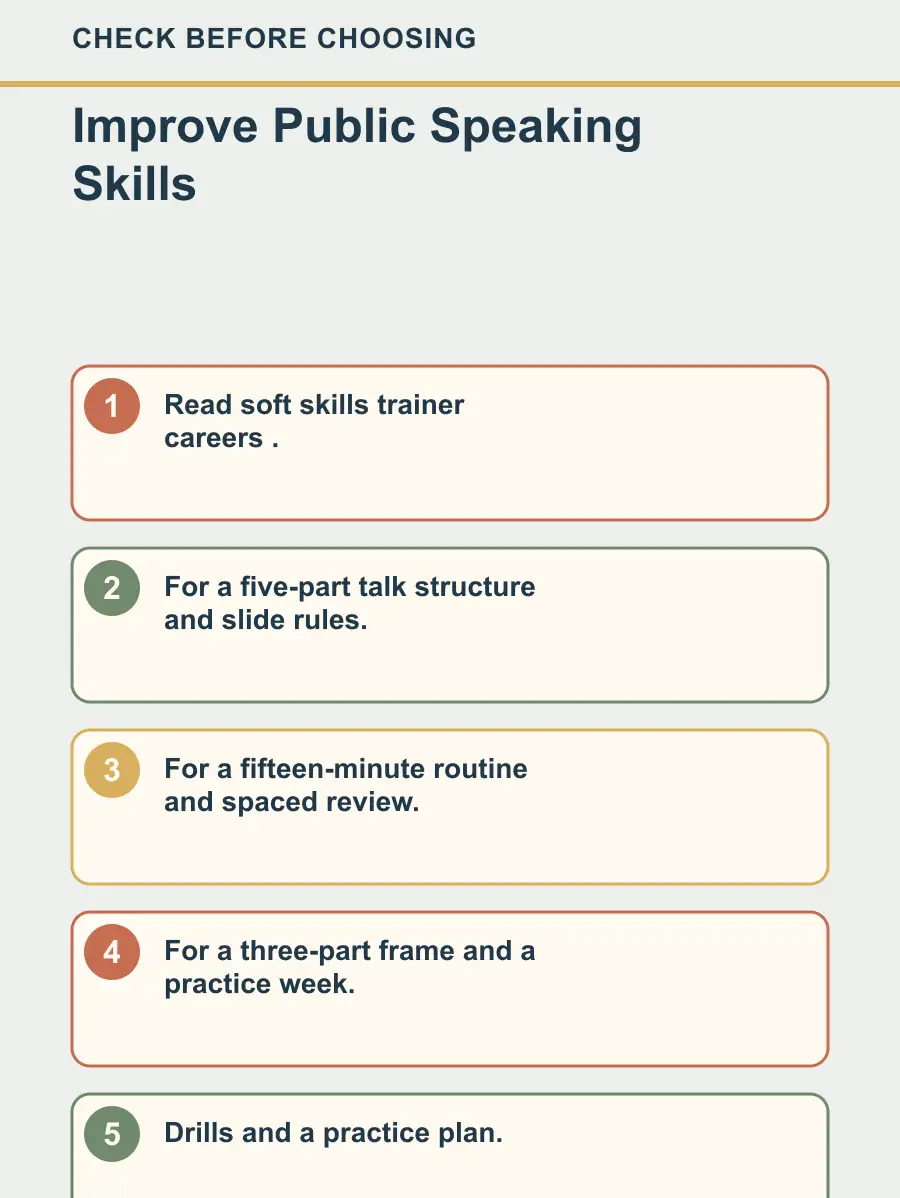 CHECK BEFORE CHOOSING
Improve Public Speaking
Skills
1
Read soft skills trainer
careers .
2
For a five-part talk structure
and slide rules.
3
For a fifteen-minute routine
and spaced review.
4
For a three-part frame and a
practice week.
5
Drills and a practice plan.